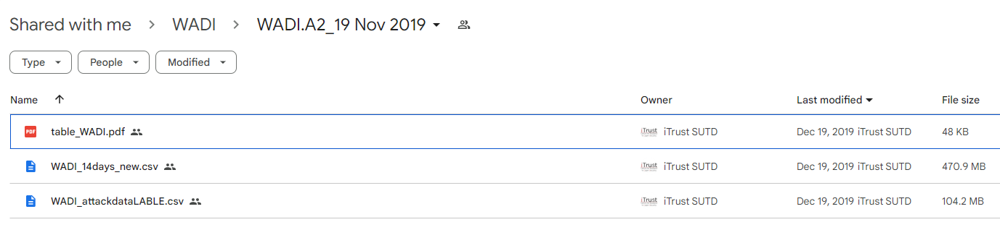 Shared with me > WADI > WADI.A2_19 Nov 2019
Type People Modified
Name Owner Last modified File size
PDF table_WADI.pdf iTrust iTrust SUTD Dec 19, 2019 iTrust SUTD 48 KB
WADI_14days_new.csv iTrust iTrust SUTD Dec 19, 2019 iTrust SUTD 470.9 MB
WADI_attackdataLABLE.csv iTrust iTrust SUTD Dec 19, 2019 iTrust SUTD 104.2 MB